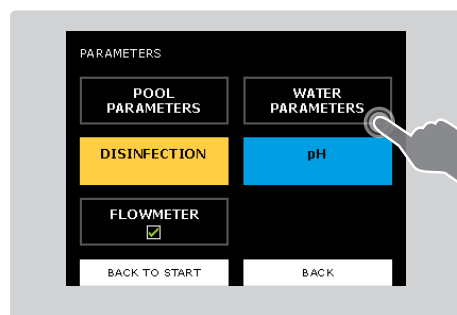 PARAMETERS
POOL
PARAMETERS
WATER
PARAMETERS
DISINFECTION
pH
FLOWMETER
BACK TO START
BACK